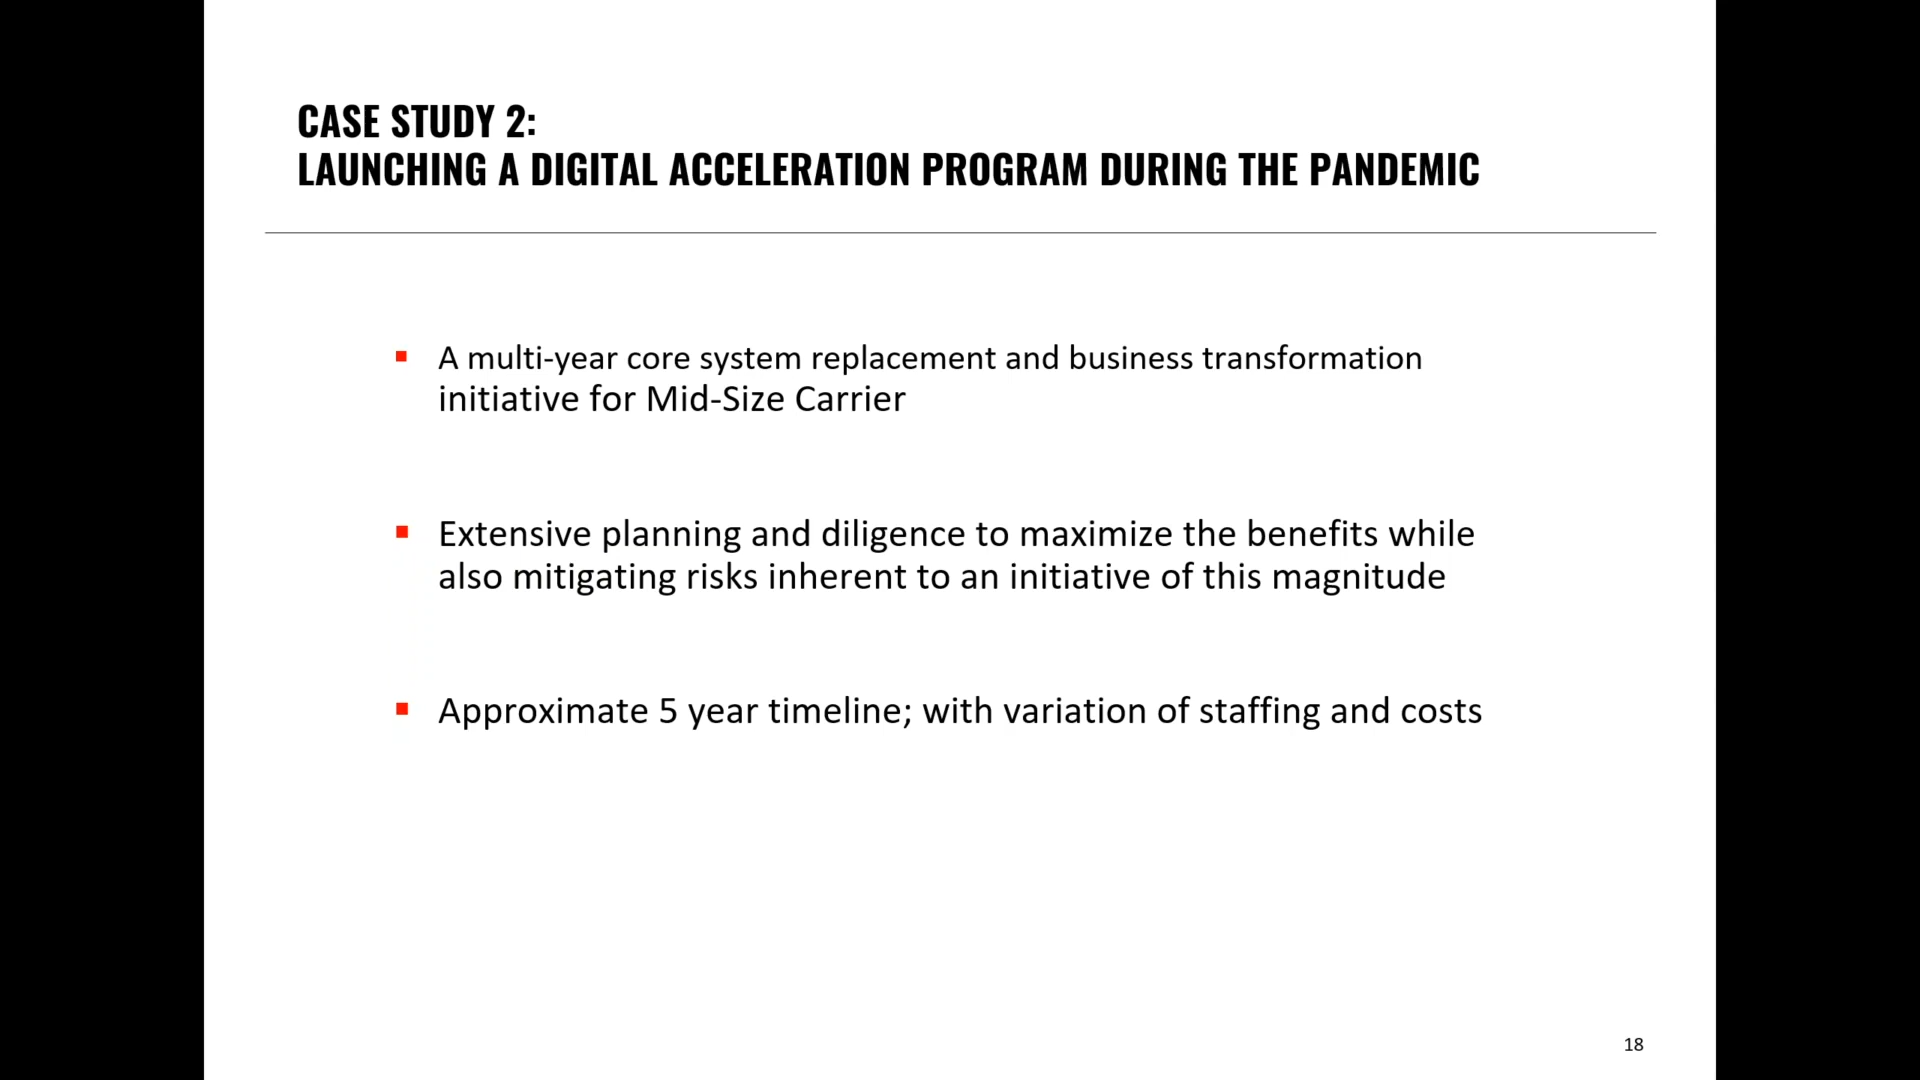 CASE STUDY 2:
LAUNCHING A DIGITAL ACCELERATION PROGRAM DURING THE PANDEMIC
A multi-year core system replacement and business transformation
initiative for Mid-Size Carrier
Extensive planning and diligence to maximize the benefits while
also mitigating risks inherent to an initiative of this magnitude
Approximate 5 year timeline; with variation of staffing and costs
18